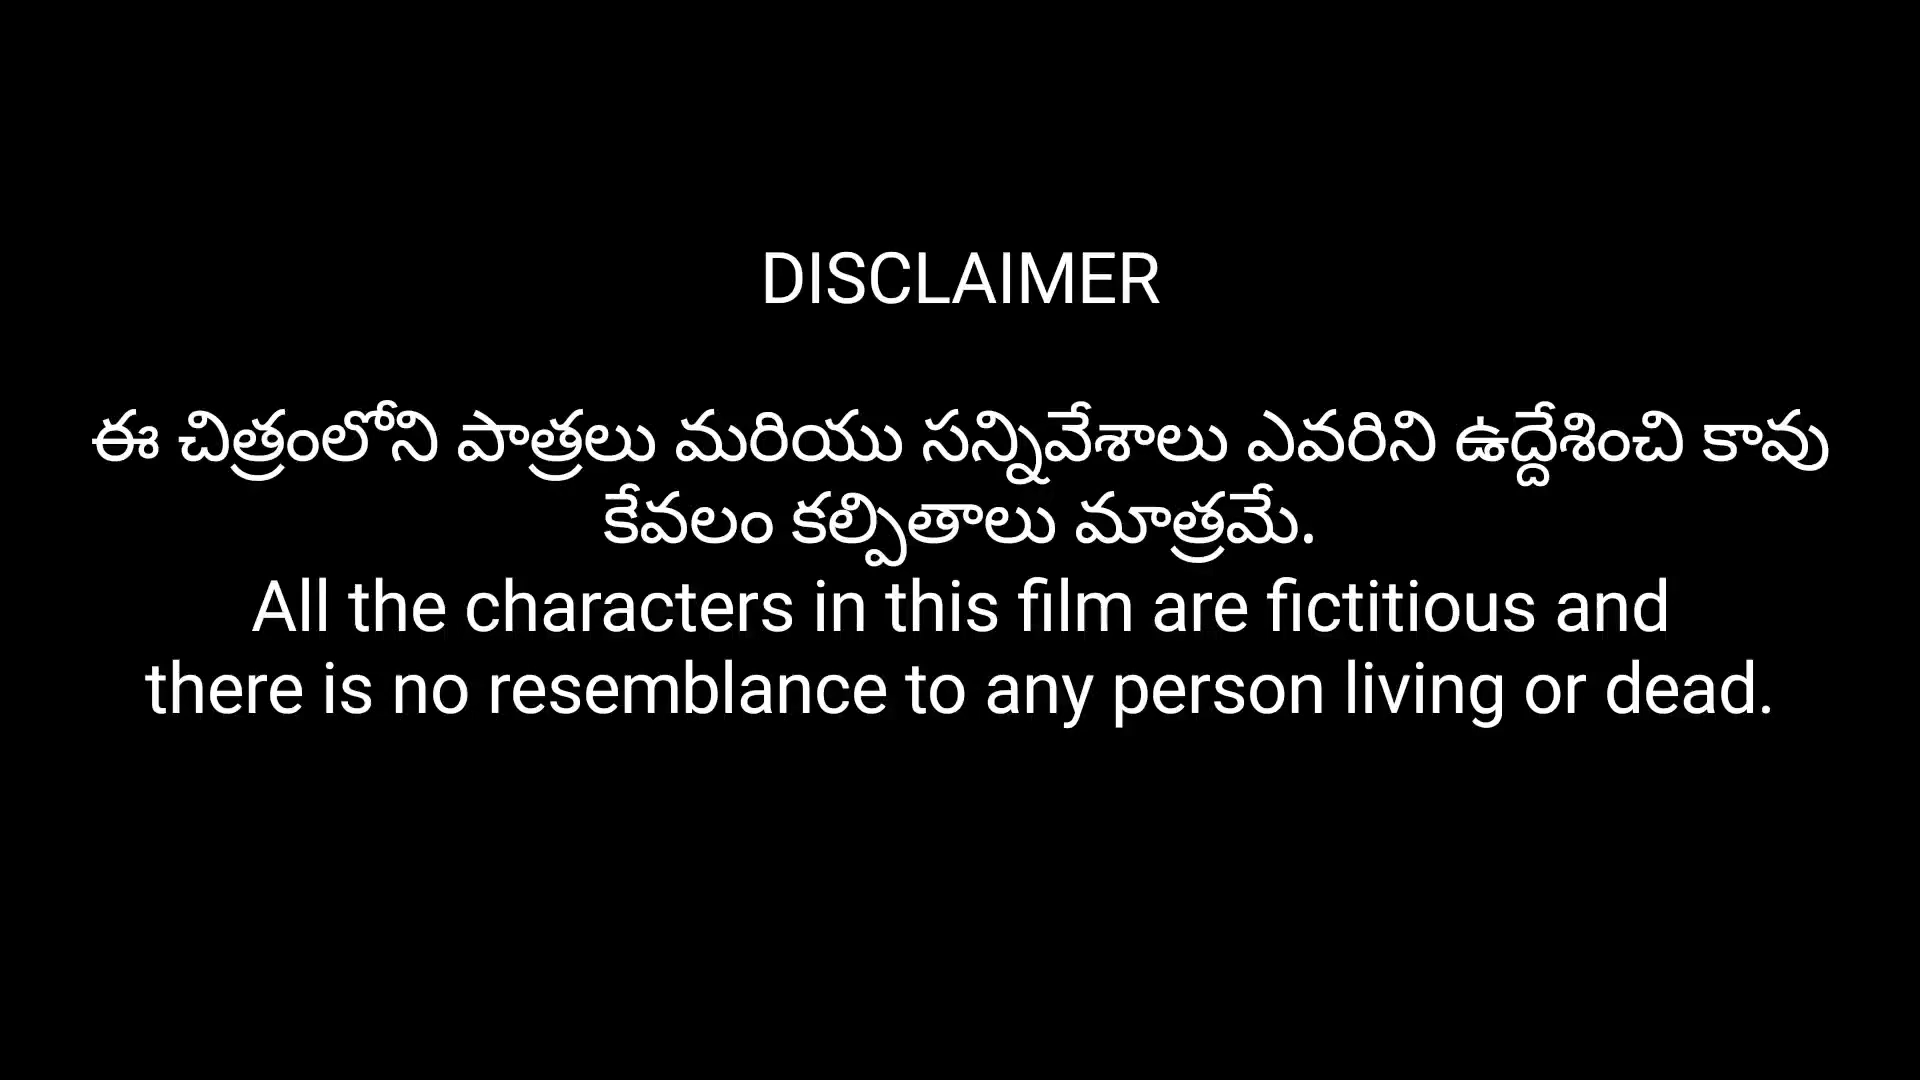 DISCLAIMER
ఈ చిత్రంలోని పాత్రలు మరియు సన్నివేశాలు ఎవరిని ఉద్దేశించి కావు
కేవలం కల్పితాలు మాత్రమే.
All the characters in this film are fictitious and
there is no resemblance to any person living or dead.